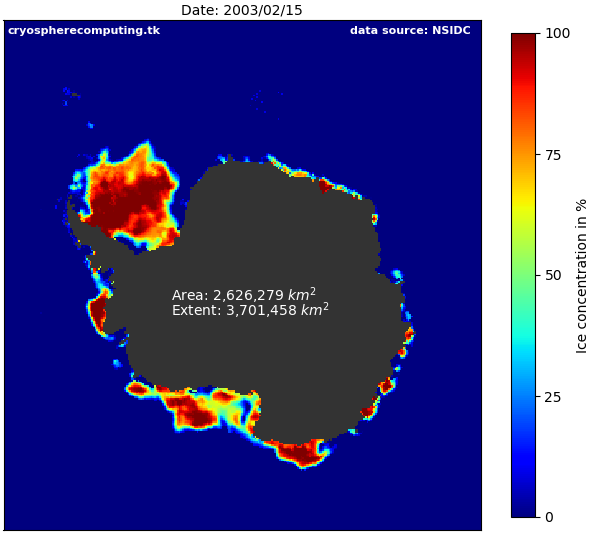 Date: 2003/02/15
cryospherecomputing.tk
data source: NSIDC
Area: 2,626,279 km²
Extent: 3,701,458 km²
100
75
50
25
0
Ice concentration in %